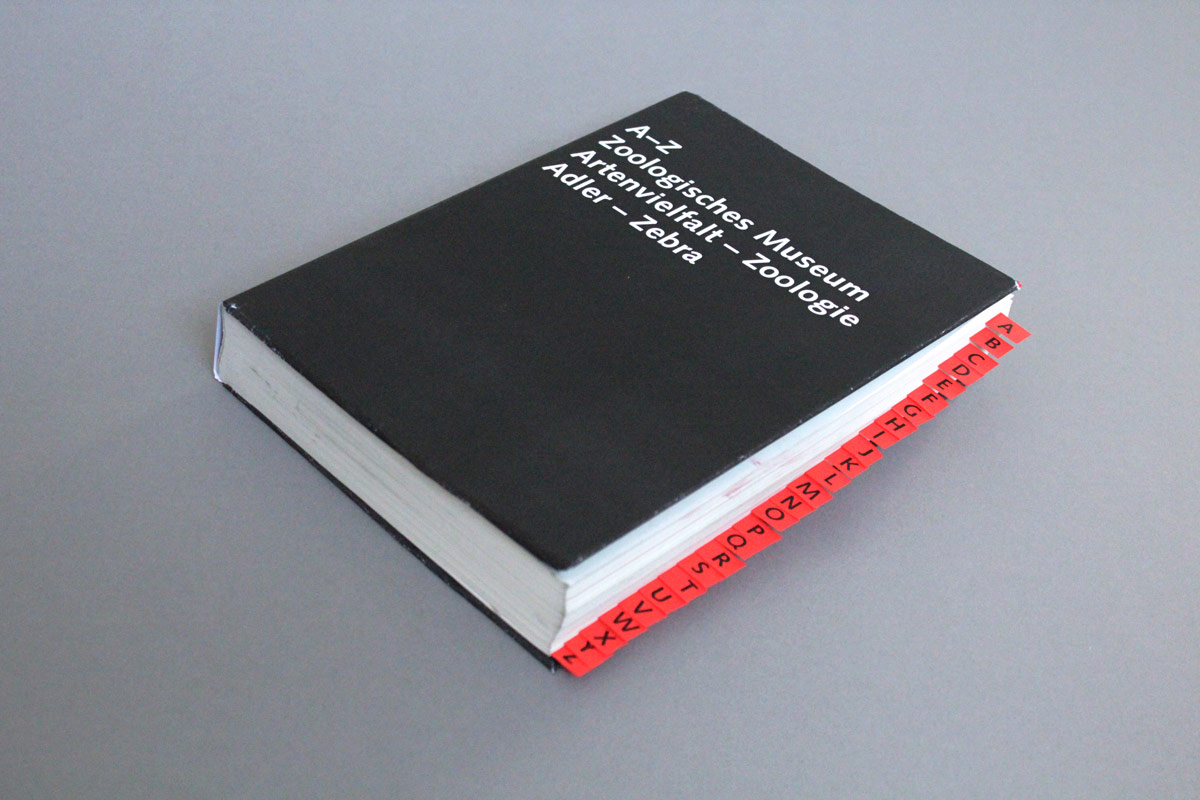 A–Z
Zoologisches Museum
Artenvielfalt – Zoologie
Adler – Zebra
A
B
C
D
E
F
G
H
I
J
K
L
M
N
O
P
Q
R
S
T
U
V
W
X
Y
Z